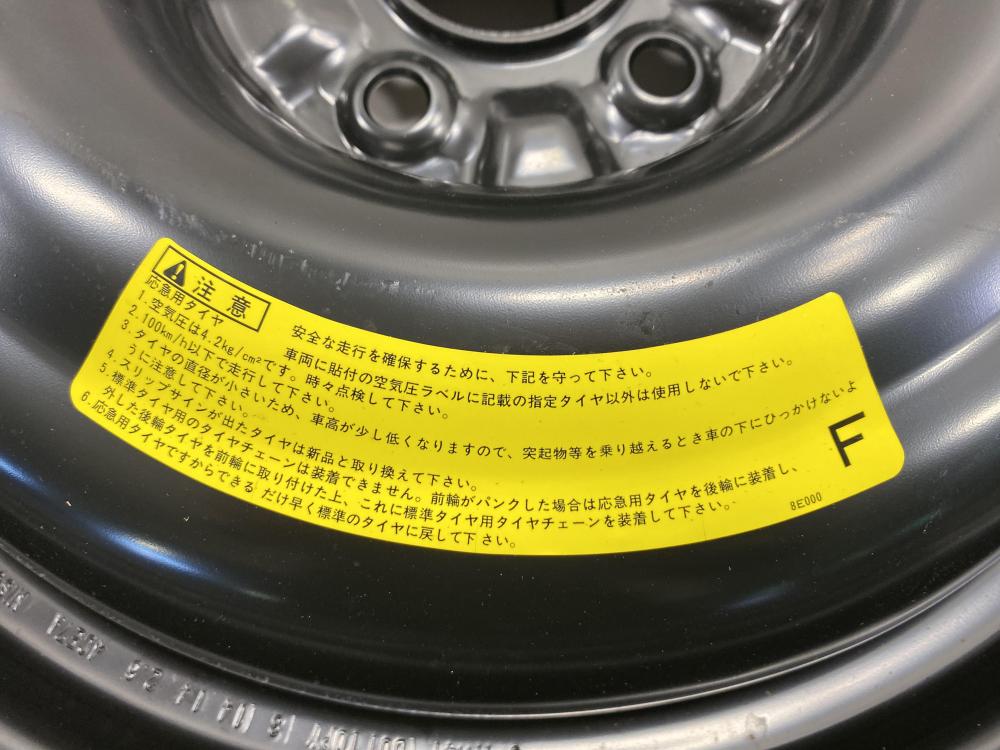 注意
応急用タイヤ
安全な走行を確保するために、下記を守って下さい。
1.空気圧は4.2kg/cm²です。時々点検して下さい。
車両に貼付の空気圧ラベルに記載の指定タイヤ以外は使用しないで下さい。
2.100km/h以下で走行して下さい。
3.タイヤの直径が小さいため、車高が少し低くなりますので、突起物等を乗り越えるとき車の下にひっかけないよ
うに注意して下さい。
4.スリップサインが出たタイヤは新品と取り換えて下さい。
5.標準タイヤ用のタイヤチェーンは装着できません。前輪がパンクした場合は応急用タイヤを後輪に装着し、
外した後輪タイヤを前輪に取り付けた上、これに標準タイヤ用タイヤチェーンを装着して下さい。
6.応急用タイヤですからできるだけ早く標準のタイヤに戻して下さい。
F
8E000